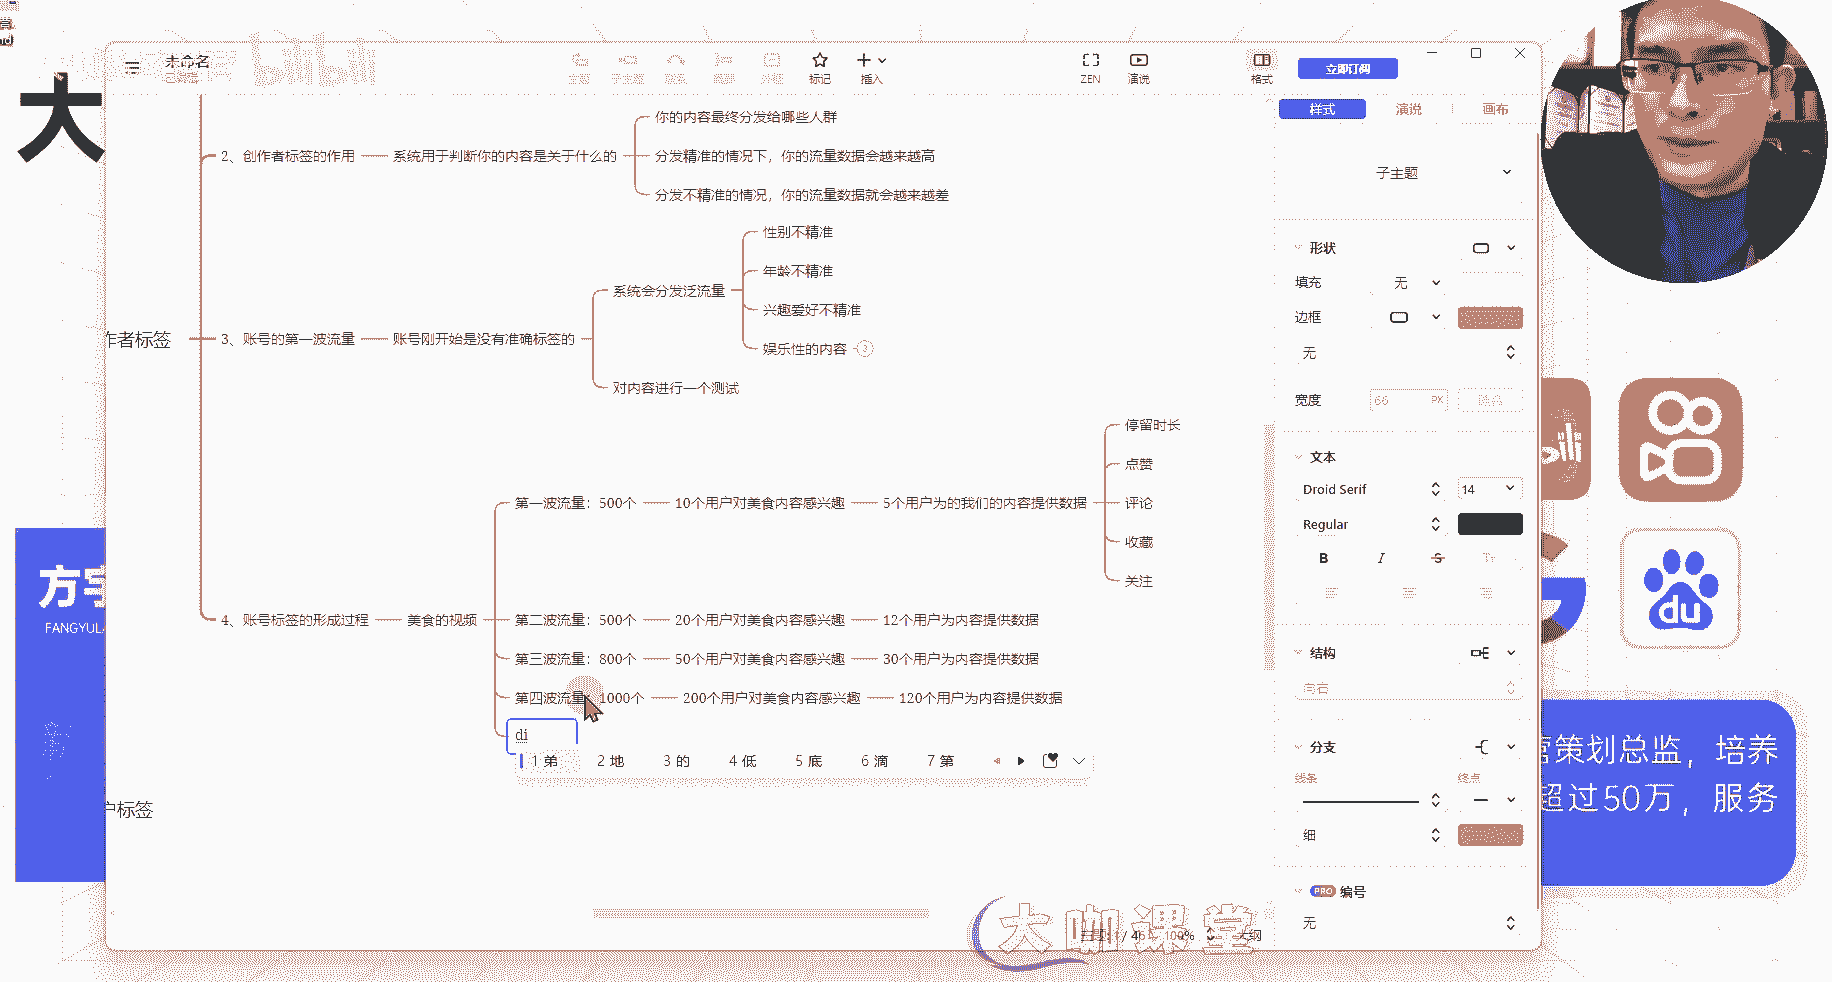 大
未命名
bilibili
标记
插入
ZEN
演说
格式
立即订阅
样式
演说
画布
子主题
形状
填充
无
边框
无
宽度
66
PX
文本
Droid Serif
14
Regular
B I S Tr
结构
向右
分支
线条
终点
细
PRO 编号
无
你的内容最终分发给哪些人群
2、创作者标签的作用
系统用于判断你的内容是关于什么的
分发精准的情况下，你的流量数据会越来越高
分发不精准的情况，你的流量数据就会越来越差
性别不精准
年龄不精准
系统会分发泛流量
兴趣爱好不精准
作者标签
3、账号的第一波流量
账号刚开始是没有准确标签的
娱乐性的内容
3
对内容进行一个测试
停留时长
点赞
第一波流量：500个
10个用户对美食内容感兴趣
5个用户为的我们的内容提供数据
评论
收藏
关注
4、账号标签的形成过程
美食的视频
第二波流量：500个
20个用户对美食内容感兴趣
12个用户为内容提供数据
第三波流量：800个
50个用户对美食内容感兴趣
30个用户为内容提供数据
第四波流量：1000个
200个用户对美食内容感兴趣
120个用户为内容提供数据
di
1 弟 2 地 3 的 4 低 5 底 6 滴 7 第
户标签
方宇
FANGYUL
du
营策划总监，培养
超过50万，服务
大咖课堂
100%
大纲